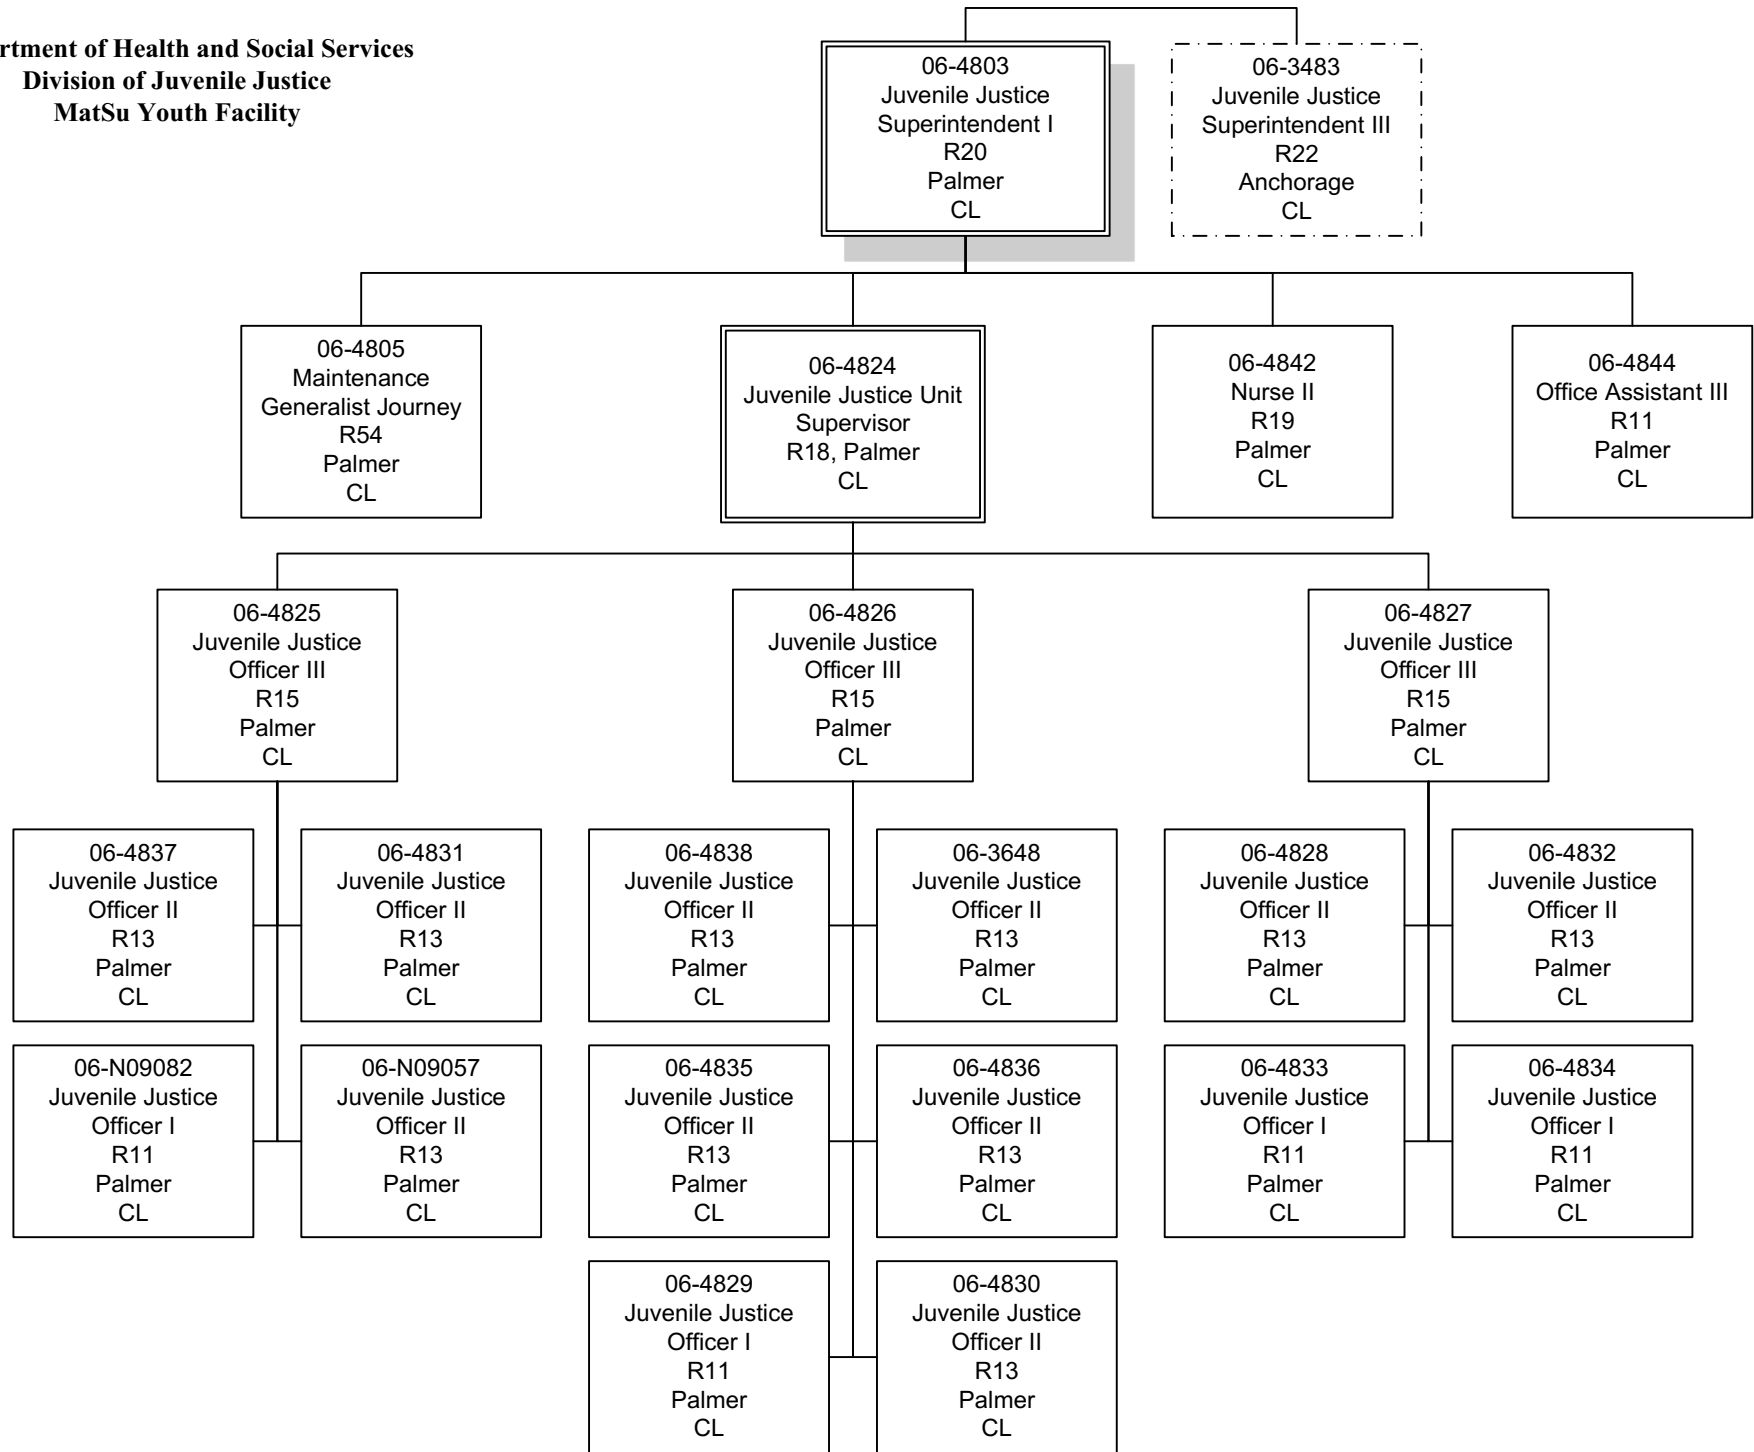 rtment of Health and Social Services
Division of Juvenile Justice
MatSu Youth Facility
06-4803
Juvenile Justice
Superintendent I
R20
Palmer
CL
06-3483
Juvenile Justice
Superintendent III
R22
Anchorage
CL
06-4805
Maintenance
Generalist Journey
R54
Palmer
CL
06-4824
Juvenile Justice Unit
Supervisor
R18, Palmer
CL
06-4842
Nurse II
R19
Palmer
CL
06-4844
Office Assistant III
R11
Palmer
CL
06-4825
Juvenile Justice
Officer III
R15
Palmer
CL
06-4826
Juvenile Justice
Officer III
R15
Palmer
CL
06-4827
Juvenile Justice
Officer III
R15
Palmer
CL
06-4837
Juvenile Justice
Officer II
R13
Palmer
CL
06-4831
Juvenile Justice
Officer II
R13
Palmer
CL
06-4838
Juvenile Justice
Officer II
R13
Palmer
CL
06-3648
Juvenile Justice
Officer II
R13
Palmer
CL
06-4828
Juvenile Justice
Officer II
R13
Palmer
CL
06-4832
Juvenile Justice
Officer II
R13
Palmer
CL
06-N09082
Juvenile Justice
Officer I
R11
Palmer
CL
06-N09057
Juvenile Justice
Officer II
R13
Palmer
CL
06-4835
Juvenile Justice
Officer II
R13
Palmer
CL
06-4836
Juvenile Justice
Officer II
R13
Palmer
CL
06-4833
Juvenile Justice
Officer I
R11
Palmer
CL
06-4834
Juvenile Justice
Officer I
R11
Palmer
CL
06-4829
Juvenile Justice
Officer I
R11
Palmer
CL
06-4830
Juvenile Justice
Officer II
R13
Palmer
CL